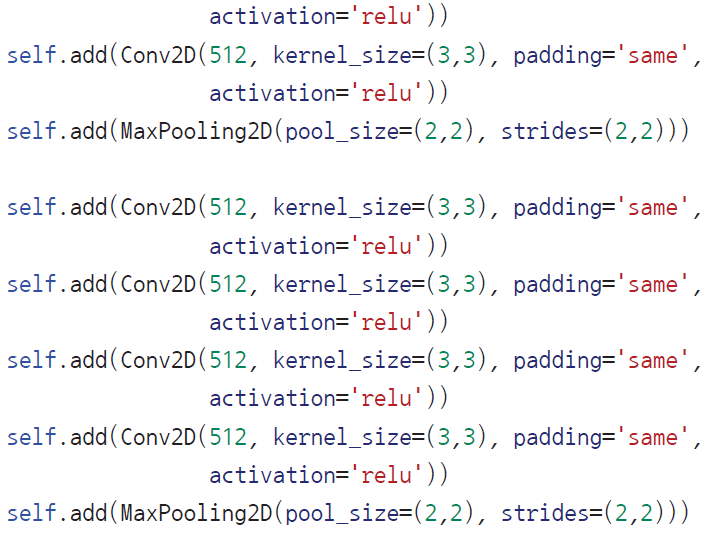 activation='relu'))
self.add(Conv2D(512, kernel_size=(3,3), padding='same',
activation='relu'))
self.add(MaxPooling2D(pool_size=(2,2), strides=(2,2)))
self.add(Conv2D(512, kernel_size=(3,3), padding='same',
activation='relu'))
self.add(Conv2D(512, kernel_size=(3,3), padding='same',
activation='relu'))
self.add(Conv2D(512, kernel_size=(3,3), padding='same',
activation='relu'))
self.add(Conv2D(512, kernel_size=(3,3), padding='same',
activation='relu'))
self.add(MaxPooling2D(pool_size=(2,2), strides=(2,2)))